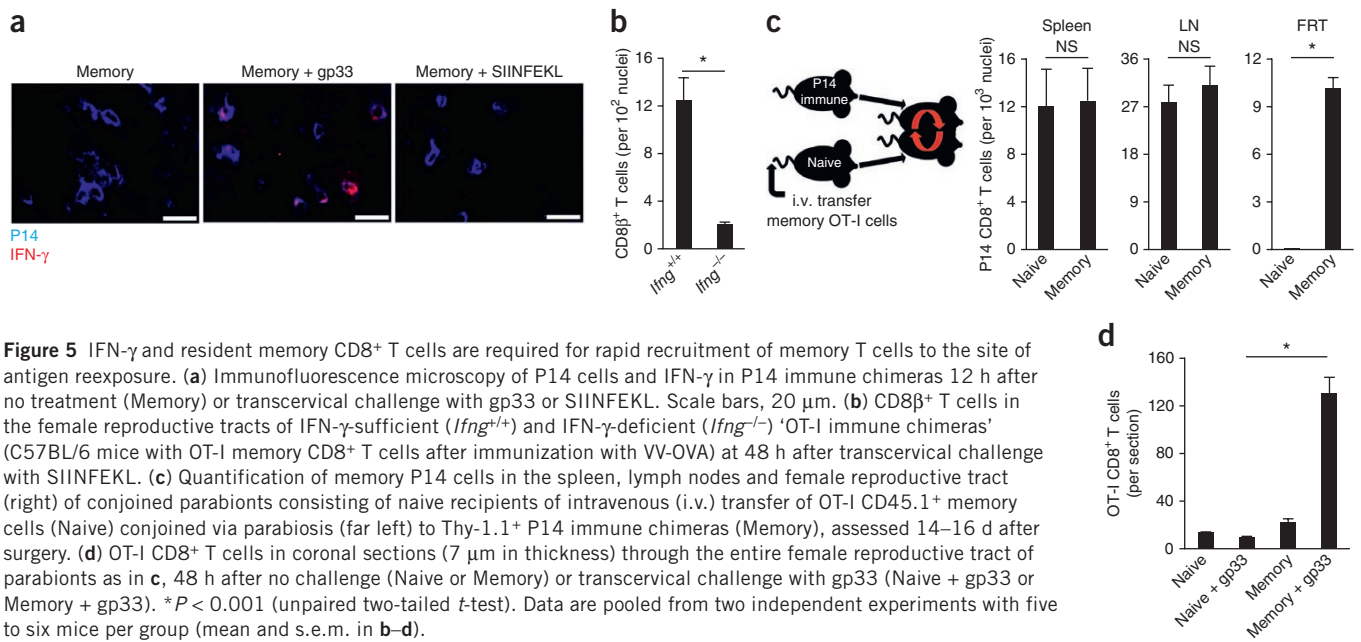 a
Memory
Memory + gp33
Memory + SIINFEKL
P14
IFN-γ
b
CD8β+ T cells (per 10² nuclei)
16
12
8
4
0
*
Ifng+/+
Ifng–/–
c
P14
immune
Naive
i.v. transfer
memory OT-I cells
P14 CD8+ T cells (per 10³ nuclei)
Spleen
NS
16
12
8
4
0
Naive
Memory
LN
NS
36
27
18
9
0
Naive
Memory
FRT
*
12
9
6
3
0
Naive
Memory
Figure 5 IFN-γ and resident memory CD8+ T cells are required for rapid recruitment of memory T cells to the site of
antigen reexposure. (a) Immunofluorescence microscopy of P14 cells and IFN-γ in P14 immune chimeras 12 h after
no treatment (Memory) or transcervical challenge with gp33 or SIINFEKL. Scale bars, 20 μm. (b) CD8β+ T cells in
the female reproductive tracts of IFN-γ-sufficient (Ifng+/+) and IFN-γ-deficient (Ifng–/–) ‘OT-I immune chimeras’
(C57BL/6 mice with OT-I memory CD8+ T cells after immunization with VV-OVA) at 48 h after transcervical challenge
with SIINFEKL. (c) Quantification of memory P14 cells in the spleen, lymph nodes and female reproductive tract
(right) of conjoined parabionts consisting of naive recipients of intravenous (i.v.) transfer of OT-I CD45.1+ memory
cells (Naive) conjoined via parabiosis (far left) to Thy-1.1+ P14 immune chimeras (Memory), assessed 14–16 d after
surgery. (d) OT-I CD8+ T cells in coronal sections (7 μm in thickness) through the entire female reproductive tract of
parabionts as in c, 48 h after no challenge (Naive or Memory) or transcervical challenge with gp33 (Naive + gp33 or
Memory + gp33). *P < 0.001 (unpaired two-tailed t-test). Data are pooled from two independent experiments with five
to six mice per group (mean and s.e.m. in b–d).
d
OT-I CD8+ T cells
(per section)
160
120
80
40
0
*
Naive
Naive + gp33
Memory
Memory + gp33